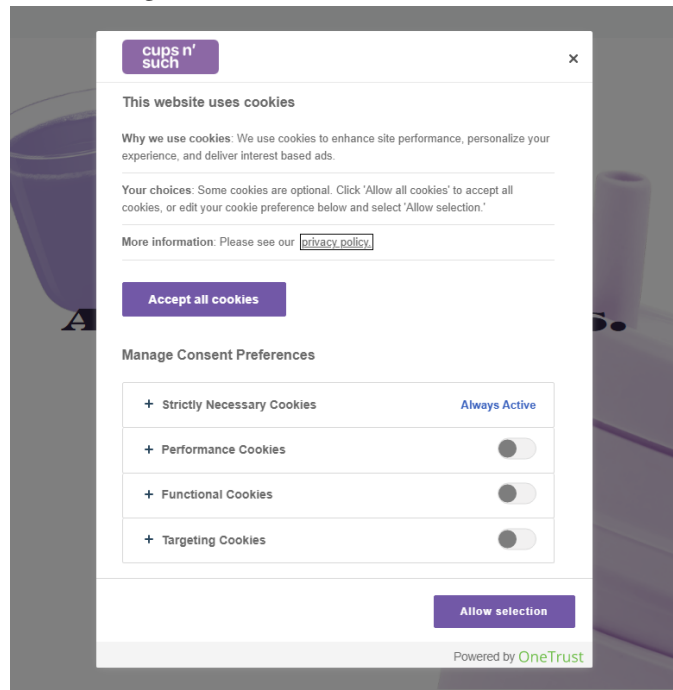 cups n'
such
×
This website uses cookies
Why we use cookies: We use cookies to enhance site performance, personalize your
experience, and deliver interest based ads.
Your choices: Some cookies are optional. Click 'Allow all cookies' to accept all
cookies, or edit your cookie preference below and select 'Allow selection.'
More information: Please see our privacy policy.
Accept all cookies
Manage Consent Preferences
+ Strictly Necessary Cookies Always Active
+ Performance Cookies
+ Functional Cookies
+ Targeting Cookies
Allow selection
Powered by OneTrust